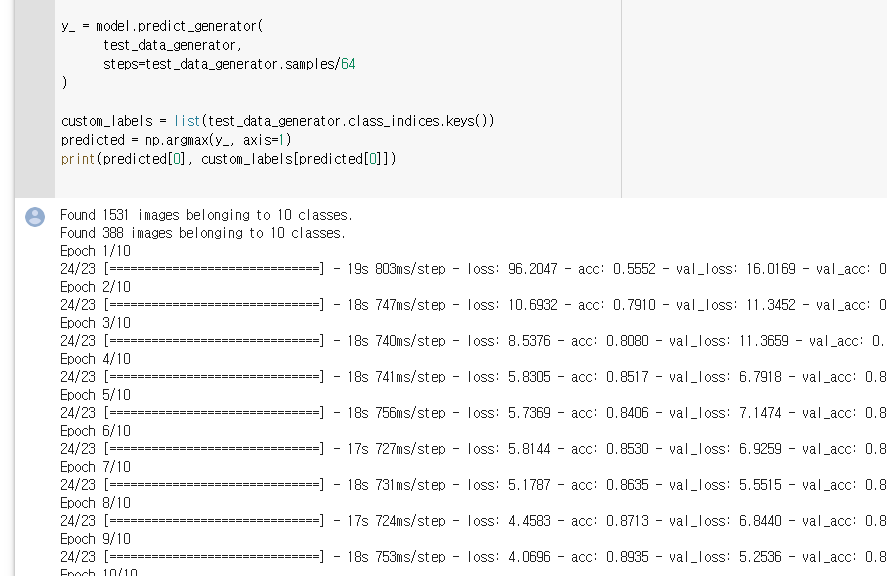 y_ = model.predict_generator(
test_data_generator,
steps=test_data_generator.samples/64
)
custom_labels = list(test_data_generator.class_indices.keys())
predicted = np.argmax(y_, axis=1)
print(predicted[0], custom_labels[predicted[0]])
Found 1531 images belonging to 10 classes.
Found 388 images belonging to 10 classes.
Epoch 1/10
24/23 [==============================] - 19s 803ms/step - loss: 96.2047 - acc: 0.5552 - val_loss: 16.0169 - val_acc: 0
Epoch 2/10
24/23 [==============================] - 18s 747ms/step - loss: 10.6932 - acc: 0.7910 - val_loss: 11.3452 - val_acc: 0
Epoch 3/10
24/23 [==============================] - 18s 740ms/step - loss: 8.5376 - acc: 0.8080 - val_loss: 11.3659 - val_acc: 0.
Epoch 4/10
24/23 [==============================] - 18s 741ms/step - loss: 5.8305 - acc: 0.8517 - val_loss: 6.7918 - val_acc: 0.8
Epoch 5/10
24/23 [==============================] - 18s 756ms/step - loss: 5.7369 - acc: 0.8406 - val_loss: 7.1474 - val_acc: 0.8
Epoch 6/10
24/23 [==============================] - 17s 727ms/step - loss: 5.8144 - acc: 0.8530 - val_loss: 6.9259 - val_acc: 0.8
Epoch 7/10
24/23 [==============================] - 18s 731ms/step - loss: 5.1787 - acc: 0.8635 - val_loss: 5.5515 - val_acc: 0.8
Epoch 8/10
24/23 [==============================] - 17s 724ms/step - loss: 4.4583 - acc: 0.8713 - val_loss: 6.8440 - val_acc: 0.8
Epoch 9/10
24/23 [==============================] - 18s 753ms/step - loss: 4.0696 - acc: 0.8935 - val_loss: 5.2536 - val_acc: 0.8
Epoch 10/10